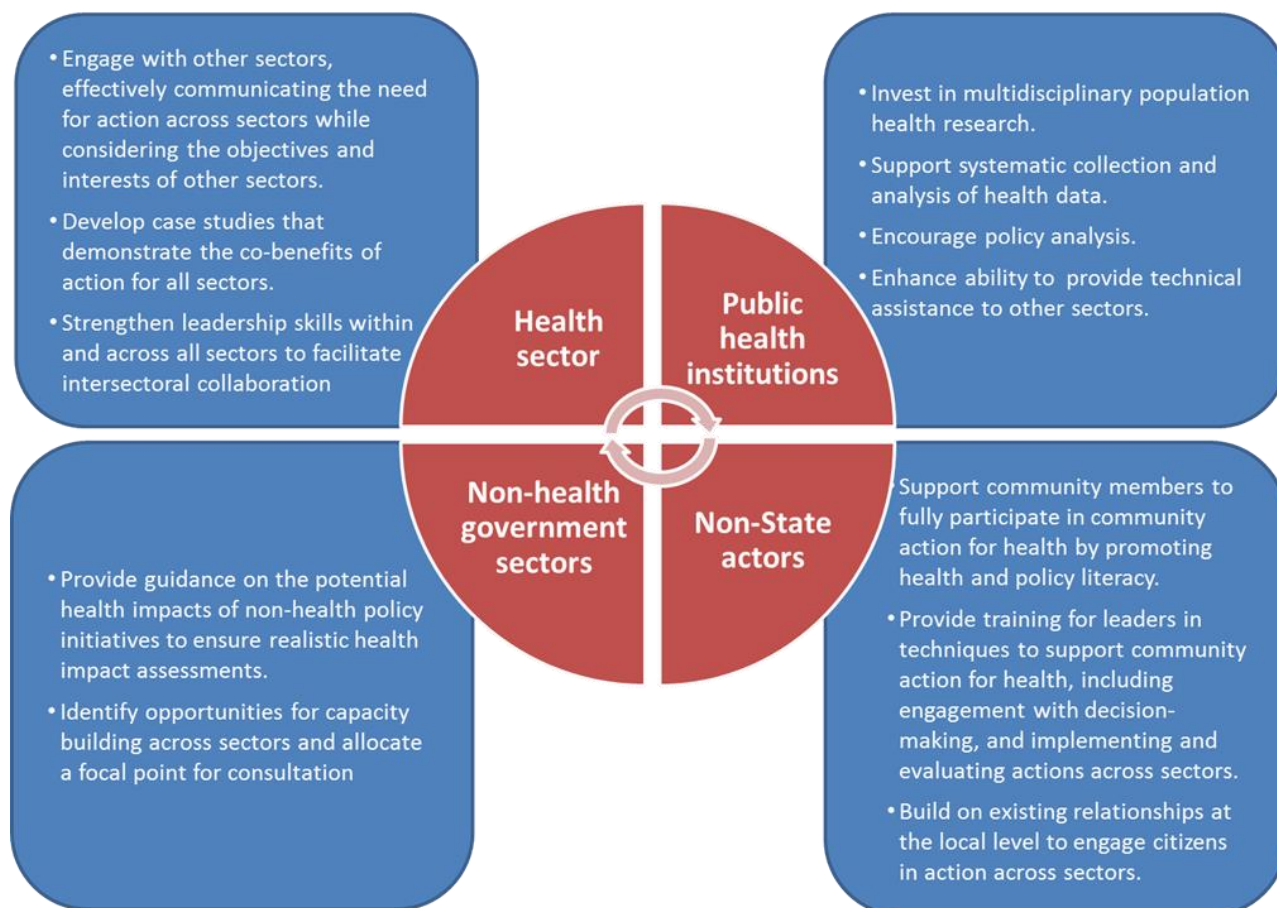 • Engage with other sectors,
effectively communicating the need
for action across sectors while
considering the objectives and
interests of other sectors.
• Develop case studies that
demonstrate the co-benefits of
action for all sectors.
• Strengthen leadership skills within
and across all sectors to facilitate
intersectoral collaboration
• Invest in multidisciplinary population
health research.
• Support systematic collection and
analysis of health data.
• Encourage policy analysis.
• Enhance ability to provide technical
assistance to other sectors.
Health
sector
Public
health
institutions
Non-health
government
sectors
Non-State
actors
• Provide guidance on the potential
health impacts of non-health policy
initiatives to ensure realistic health
impact assessments.
• Identify opportunities for capacity
building across sectors and allocate
a focal point for consultation
• Support community members to
fully participate in community
action for health by promoting
health and policy literacy.
• Provide training for leaders in
techniques to support community
action for health, including
engagement with decision-
making, and implementing and
evaluating actions across sectors.
• Build on existing relationships at
the local level to engage citizens
in action across sectors.